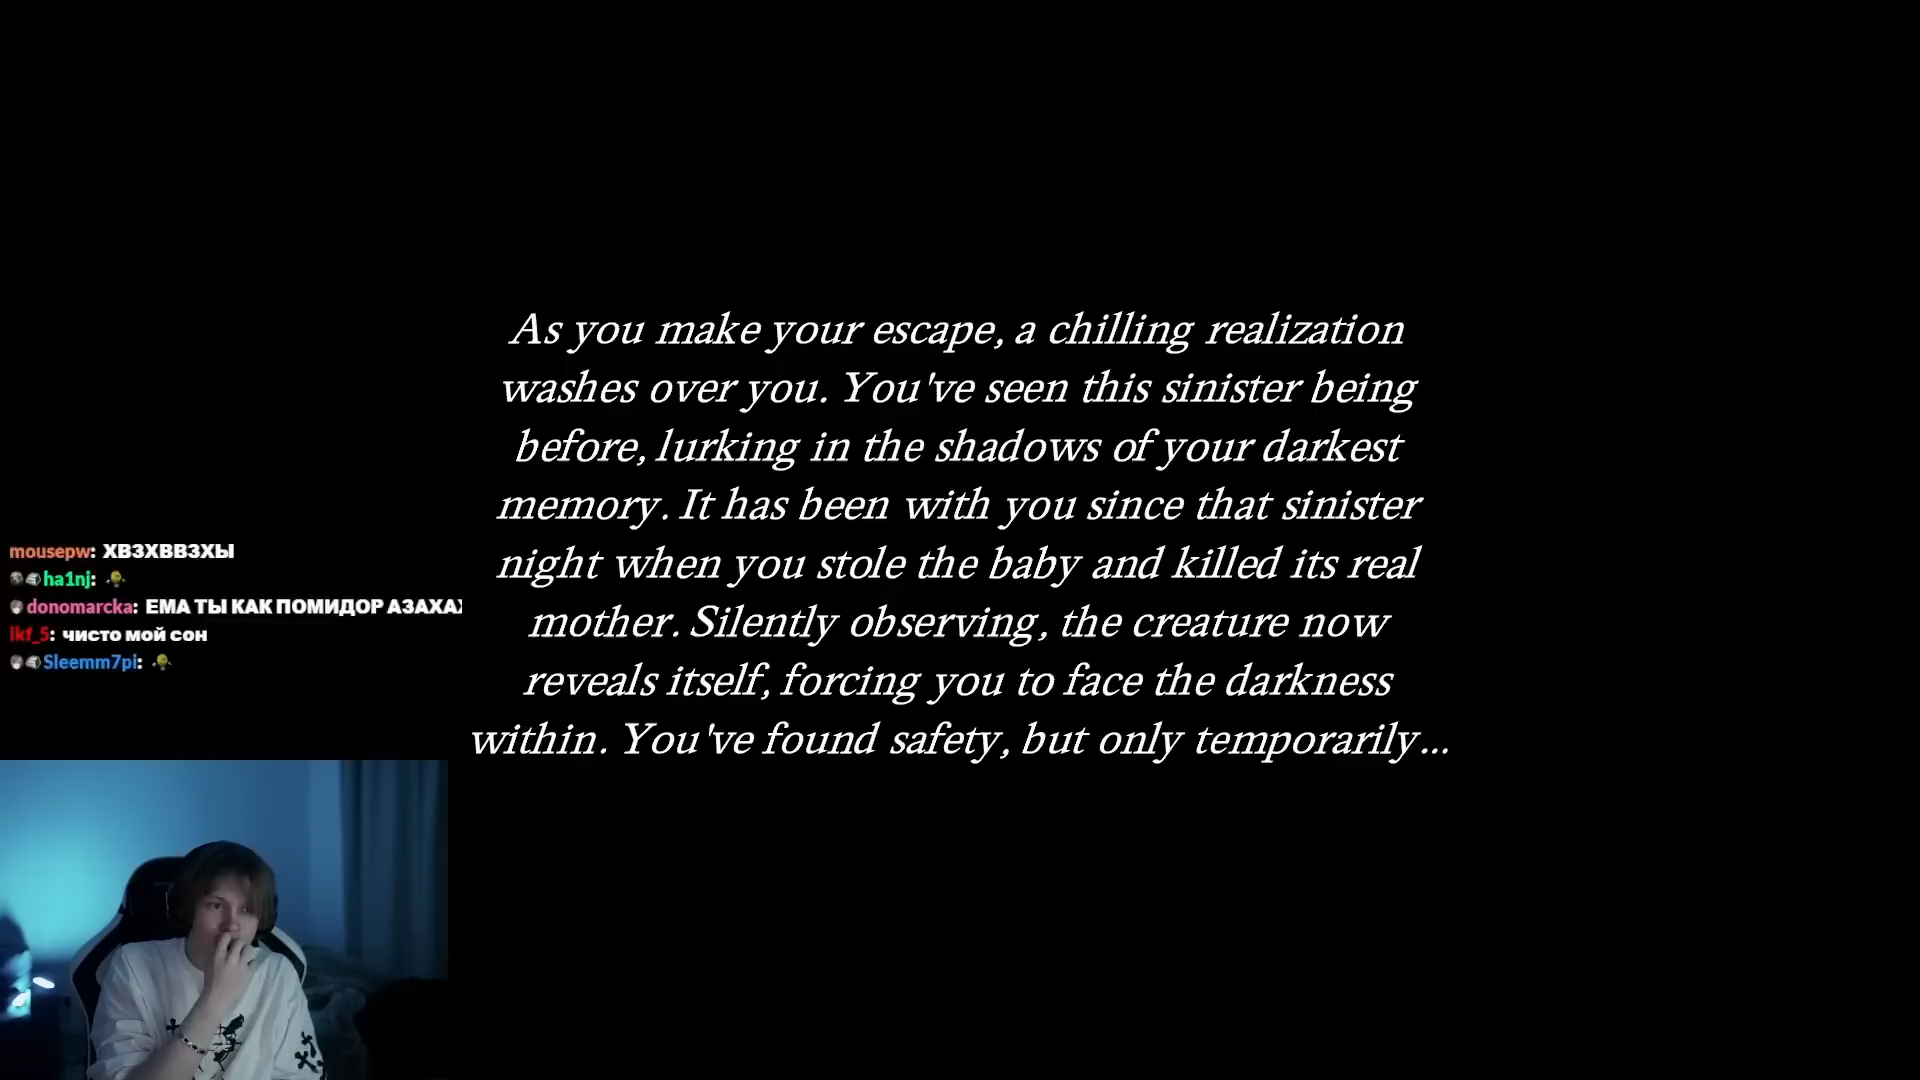 As you make your escape, a chilling realization
washes over you. You've seen this sinister being
before, lurking in the shadows of your darkest
memory. It has been with you since that sinister
night when you stole the baby and killed its real
mother. Silently observing, the creature now
reveals itself, forcing you to face the darkness
within. You've found safety, but only temporarily...
mousepw: ХВЗХВВЗХЫ
ha1nj:
donomarcka: ЕМА ТЫ КАК ПОМИДОР АЗАХАХ
lkf_5: чисто мой сон
Sleemm7pi: